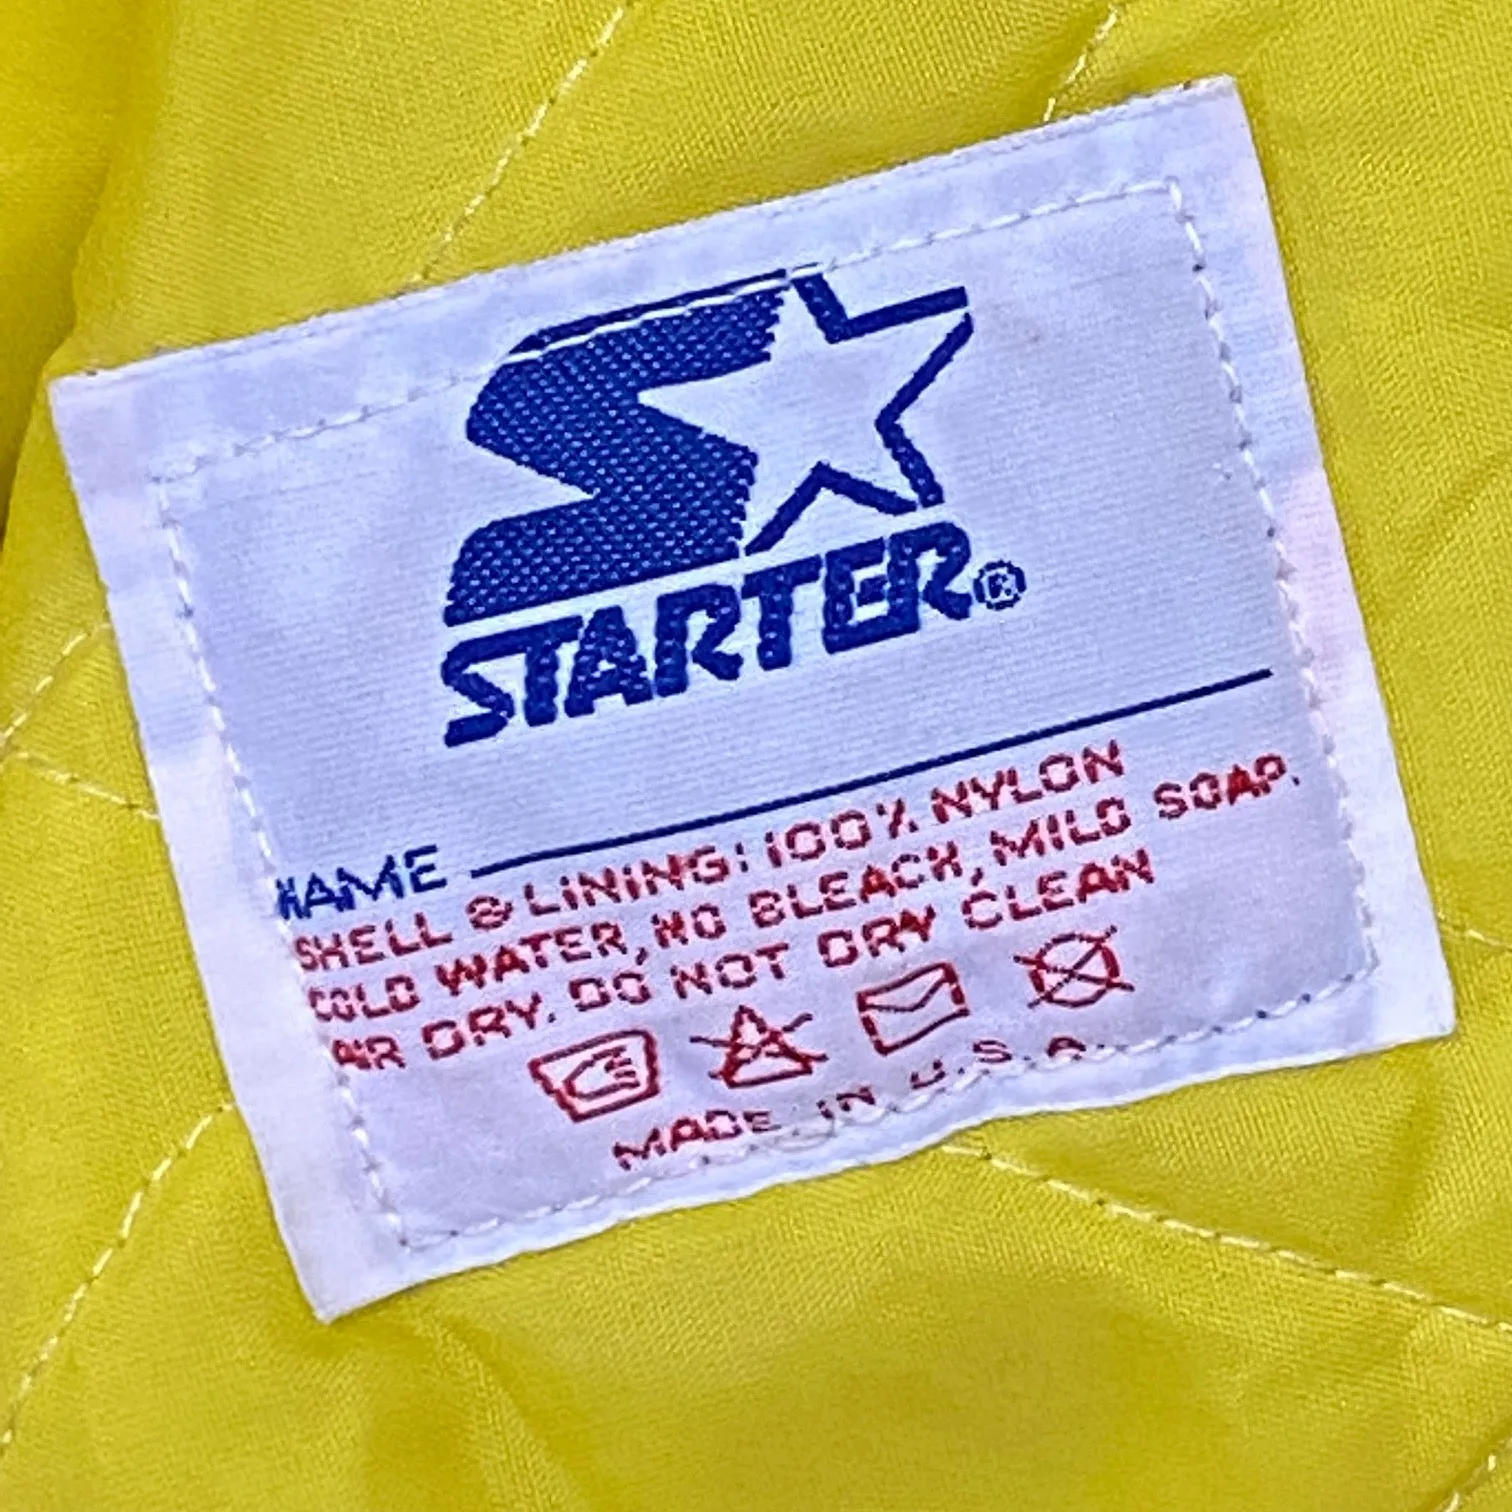 STARTER®
NAME
SHELL & LINING: 100% NYLON
COLD WATER, NO BLEACH, MILD SOAP.
AIR DRY. DO NOT DRY CLEAN
MADE IN U.S.A.